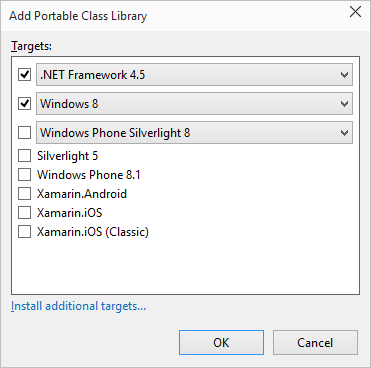 Add Portable Class Library
Targets:
.NET Framework 4.5
Windows 8
Windows Phone Silverlight 8
Silverlight 5
Windows Phone 8.1
Xamarin.Android
Xamarin.iOS
Xamarin.iOS (Classic)
Install additional targets...
OK
Cancel